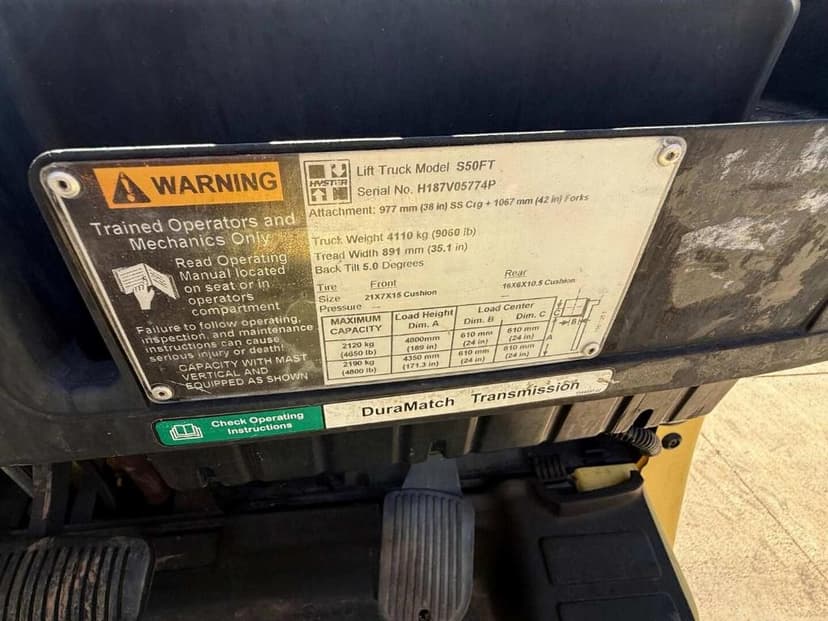 WARNING
Trained Operators and
Mechanics Only
Read Operating
Manual located
on seat or in
operators
compartment
Failure to follow operating,
inspection, and maintenance
instructions can cause
serious injury or death
CAPACITY WITH MAST
VERTICAL AND
EQUIPPED AS SHOWN
HYSTER
Lift Truck Model S50FT
Serial No. H187V05774P
Attachment: 977 mm (38 in) SS Crg + 1067 mm (42 in) Forks
Truck Weight 4110 kg (9060 lb)
Tread Width 891 mm (35.1 in)
Back Tilt 5.0 Degrees
Tire Front Rear
Size 21X7X15 Cushion 16X6X10.5 Cushion
Pressure --
MAXIMUM CAPACITY Load Height Dim. A Load Center Dim. B Dim. C
2120 kg (4650 lb) 4800mm (189 in) 610 mm (24 in) 610 mm (24 in)
2190 kg (4800 lb) 4350 mm (171.3 in) 610 mm (24 in) 610 mm (24 in)
C
B
A
Check Operating
Instructions
DuraMatch Transmission